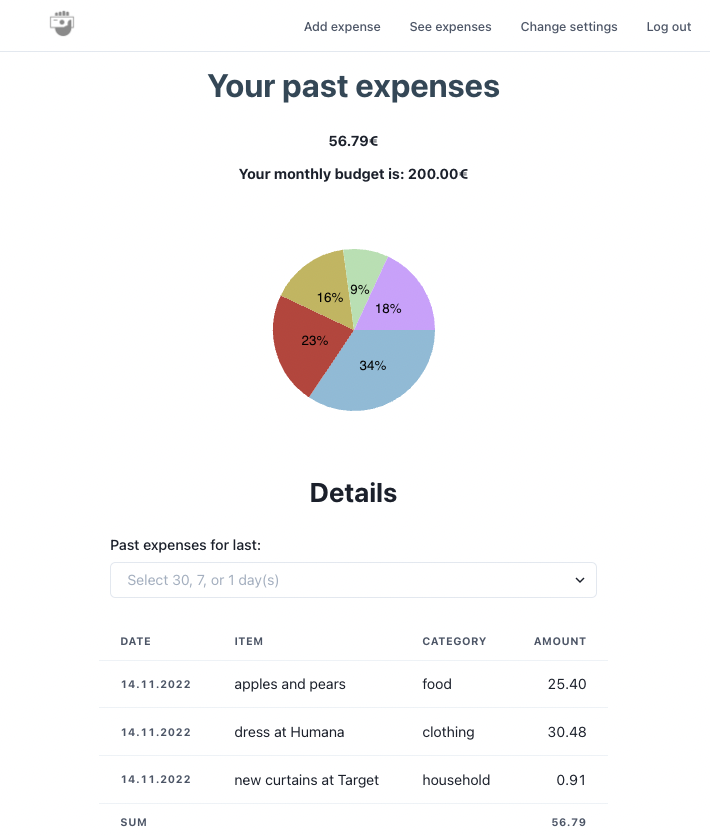 Add expense See expenses Change settings Log out
Your past expenses
56.79€
Your monthly budget is: 200.00€
9%
16%
18%
23%
34%
Details
Past expenses for last:
Select 30, 7, or 1 day(s)
DATE ITEM CATEGORY AMOUNT
14.11.2022 apples and pears food 25.40
14.11.2022 dress at Humana clothing 30.48
14.11.2022 new curtains at Target household 0.91
SUM 56.79